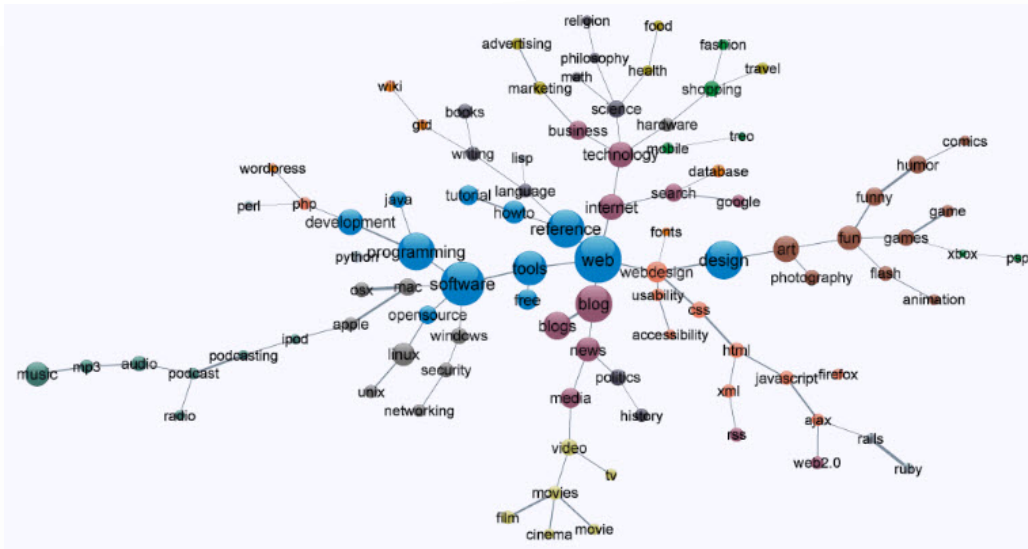 religion
food
advertising
fashion
philosophy
health
travel
math
wiki
marketing
shopping
science
books
hardware
gtd
business
treo
comics
writing
lisp
technology
mobile
humor
wordpress
database
language
java
tutorial
search
funny
perl
php
howto
internet
google
game
development
reference
fonts
fun
games
programming
web
design
art
xbox
psp
python
tools
webdesign
photography
flash
software
osx
mac
free
blog
usability
animation
opensource
css
apple
blogs
windows
accessibility
ipod
news
html
linux
podcasting
music
mp3
audio
podcast
security
politics
javascript
firefox
unix
xml
media
radio
networking
history
ajax
rss
rails
video
web2.0
ruby
tv
movies
film
cinema
movie